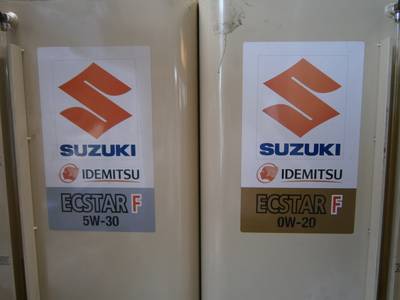 SUZUKI
IDEMITSU
ECSTAR F
5W-30
SUZUKI
IDEMITSU
ECSTAR F
0W-20